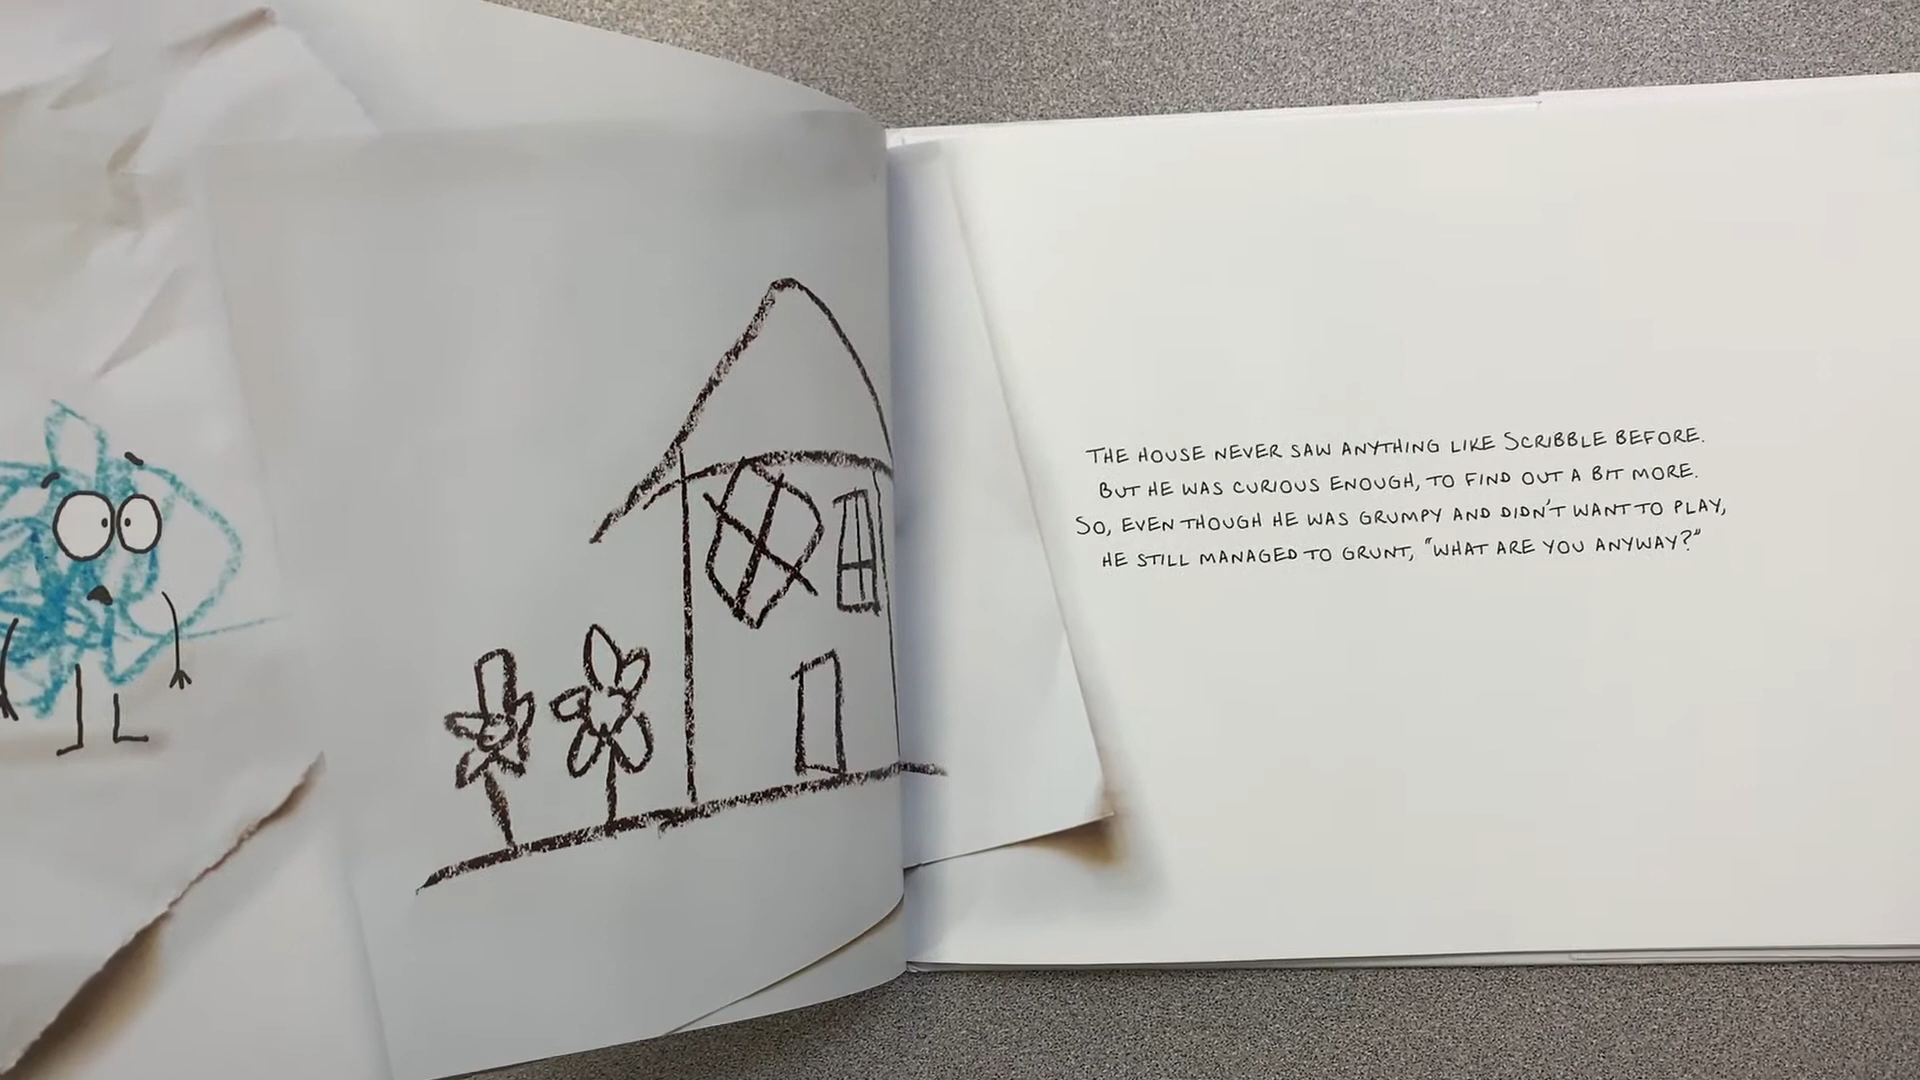 THE HOUSE NEVER SAW ANYTHING LIKE SCRIBBLE BEFORE.
BUT HE WAS CURIOUS ENOUGH, TO FIND OUT A BIT MORE.
SO, EVEN THOUGH HE WAS GRUMPY AND DIDN'T WANT TO PLAY,
HE STILL MANAGED TO GRUNT, "WHAT ARE YOU ANYWAY?"